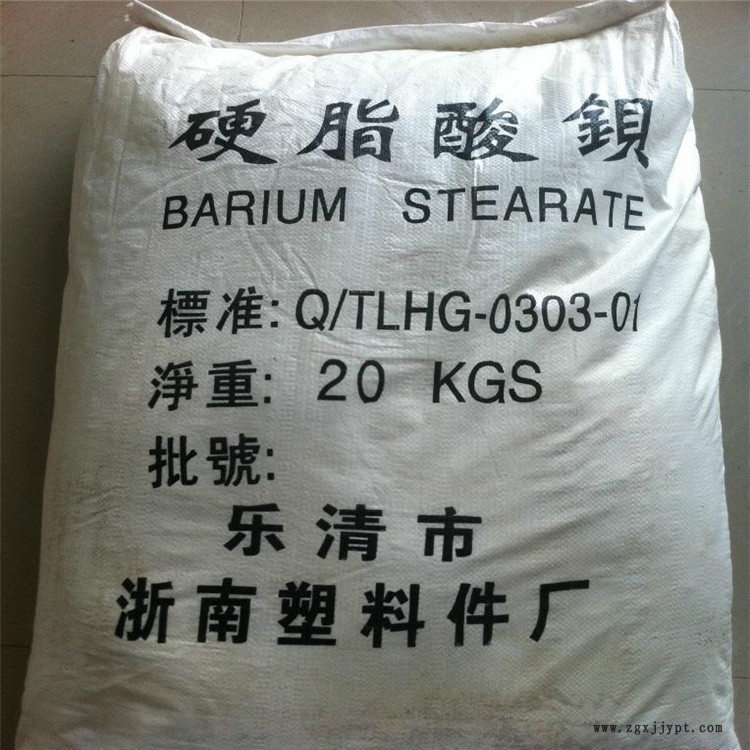 硬脂酸鋇
BARIUM STEARATE
標准: Q/TLHG-0303-01
淨重: 20 KGS
批號:
乐清市
浙南塑料件厂
www.zgxjjypt.com